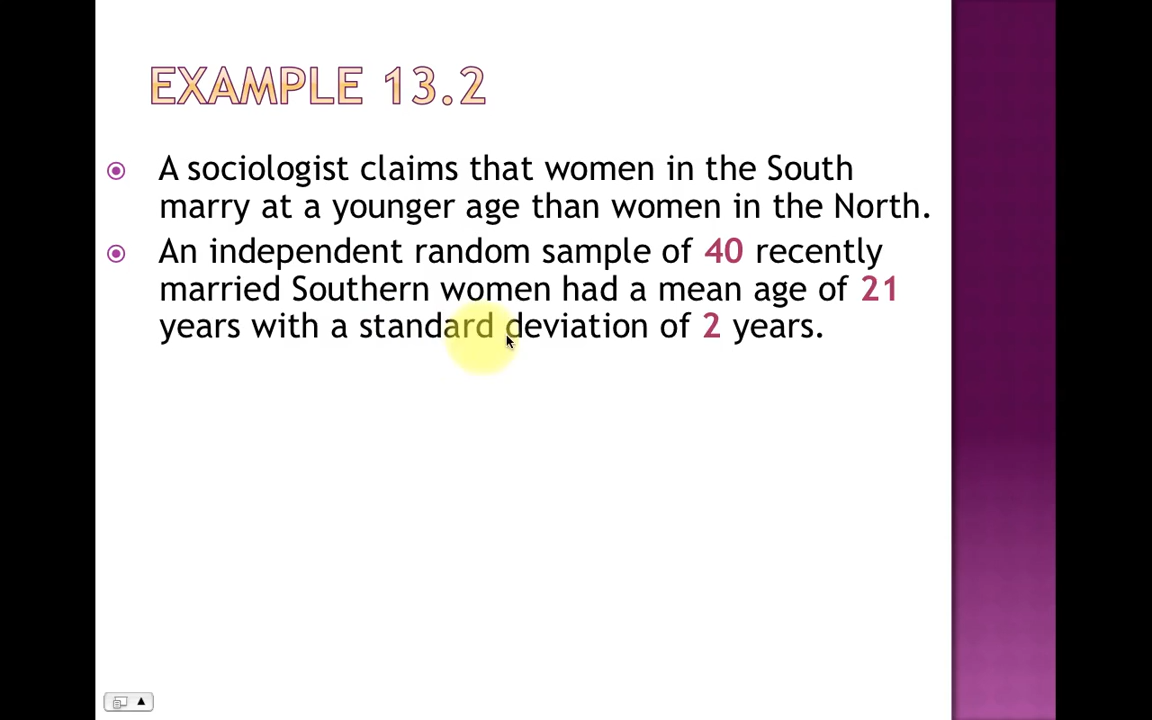 EXAMPLE 13.2
A sociologist claims that women in the South
marry at a younger age than women in the North.
An independent random sample of 40 recently
married Southern women had a mean age of 21
years with a standard deviation of 2 years.